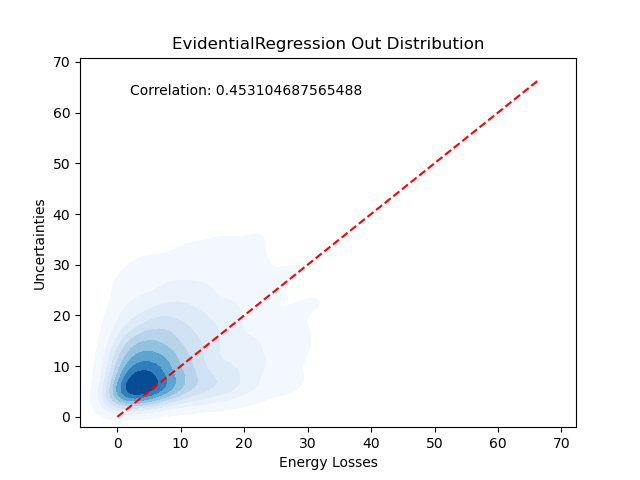 EvidentialRegression Out Distribution
Correlation: 0.453104687565488
Uncertainties
70
60
50
40
30
20
10
0
0 10 20 30 40 50 60 70
Energy Losses